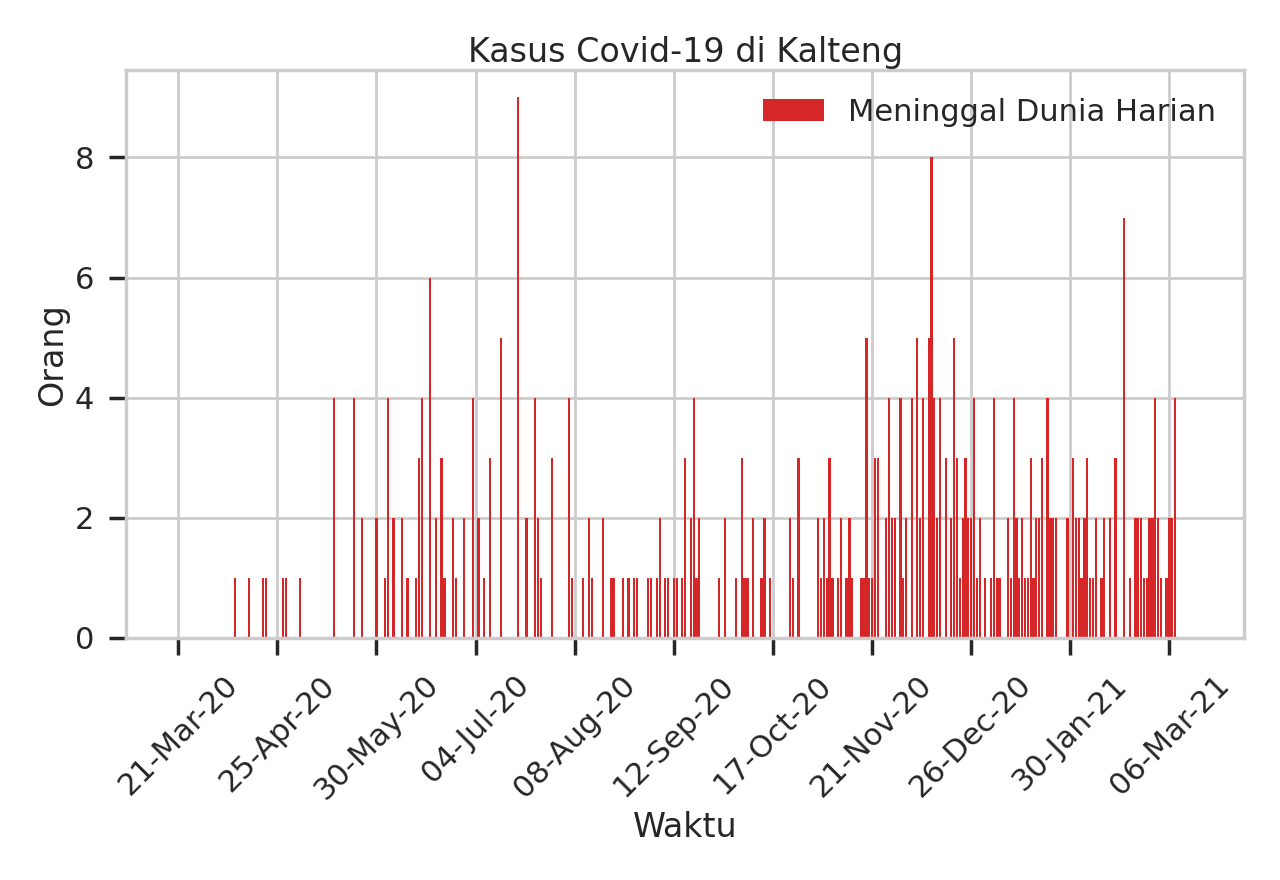 Kasus Covid-19 di Kalteng
Meninggal Dunia Harian
Orang
8
6
4
2
0
21-Mar-20
25-Apr-20
30-May-20
04-Jul-20
08-Aug-20
12-Sep-20
17-Oct-20
21-Nov-20
26-Dec-20
30-Jan-21
06-Mar-21
Waktu